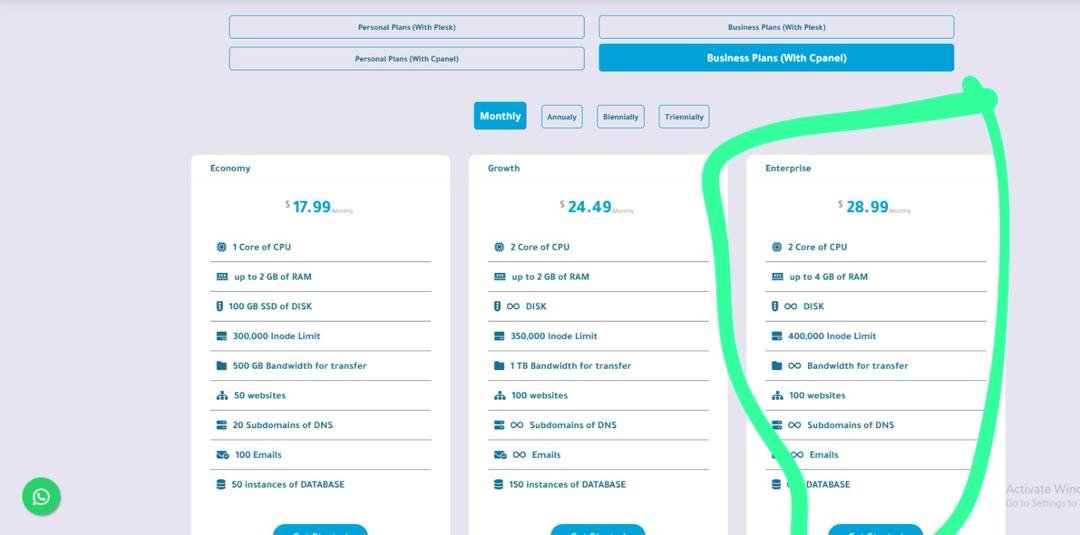 Personal Plans (With Plesk)
Business Plans (With Plesk)
Personal Plans (With Cpanel)
Business Plans (With Cpanel)
Monthly
Annualy
Biennially
Triennially
Economy
$ 17.99 /Monthly
1 Core of CPU
up to 2 GB of RAM
100 GB SSD of DISK
300,000 Inode Limit
500 GB Bandwidth for transfer
50 websites
20 Subdomains of DNS
100 Emails
50 instances of DATABASE
Growth
$ 24.49 /Monthly
2 Core of CPU
up to 2 GB of RAM
∞ DISK
350,000 Inode Limit
1 TB Bandwidth for transfer
100 websites
∞ Subdomains of DNS
∞ Emails
150 instances of DATABASE
Enterprise
$ 28.99 /Monthly
2 Core of CPU
up to 4 GB of RAM
∞ DISK
400,000 Inode Limit
∞ Bandwidth for transfer
100 websites
∞ Subdomains of DNS
∞ Emails
DATABASE
Activate Wind
Go to Settings to